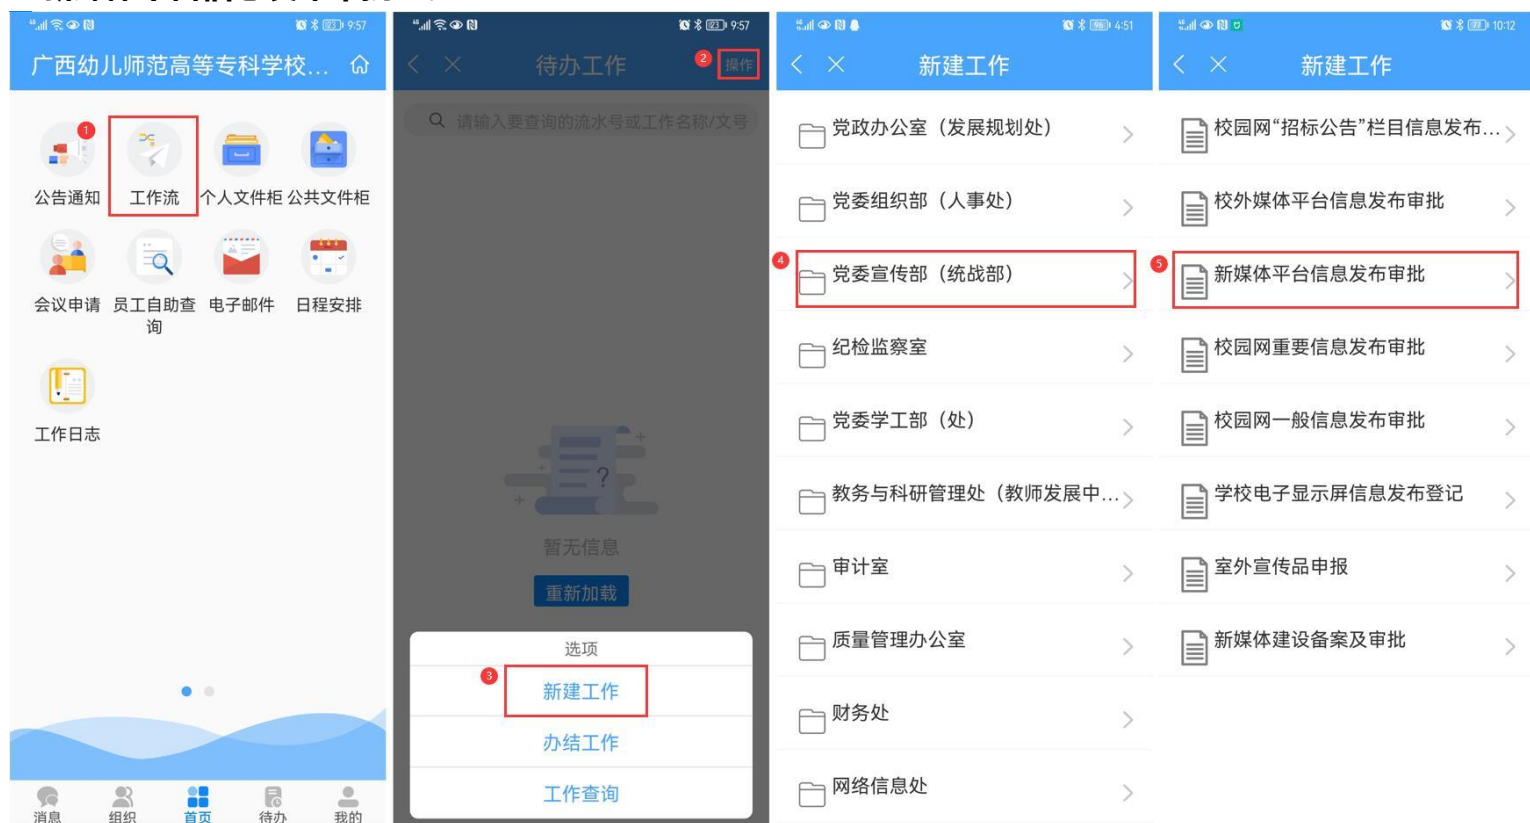 9:57
广西幼儿师范高等专科学校...
1
公告通知
工作流
个人文件柜
公共文件柜
会议申请
员工自助查
询
电子邮件
日程安排
工作日志
消息
组织
首页
待办
我的
9:57
待办工作
2
操作
请输入要查询的流水号或工作名称/文号
?
暂无信息
重新加载
选项
3
新建工作
办结工作
工作查询
4:51
新建工作
党政办公室（发展规划处）
党委组织部（人事处）
4
党委宣传部（统战部）
纪检监察室
党委学工部（处）
教务与科研管理处（教师发展中...
审计室
质量管理办公室
财务处
网络信息处
10:12
新建工作
校园网“招标公告”栏目信息发布...
校外媒体平台信息发布审批
5
新媒体平台信息发布审批
校园网重要信息发布审批
校园网一般信息发布审批
学校电子显示屏信息发布登记
室外宣传品申报
新媒体建设备案及审批